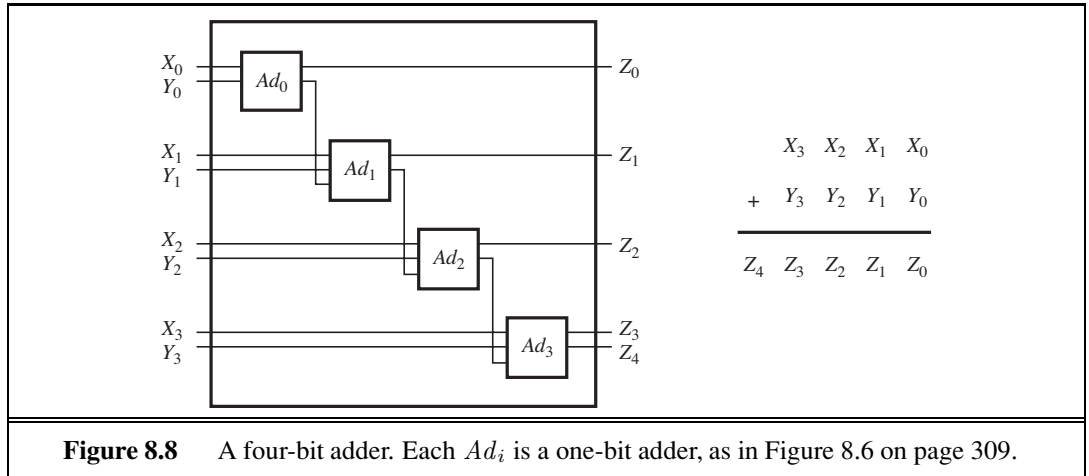 X₀
Y₀
Ad₀
Z₀
X₁
Y₁
Ad₁
Z₁
X₂
Y₂
Ad₂
Z₂
X₃
Y₃
Ad₃
Z₃
Z₄
X₃ X₂ X₁ X₀
+ Y₃ Y₂ Y₁ Y₀
Z₄ Z₃ Z₂ Z₁ Z₀
Figure 8.8 A four-bit adder. Each Adᵢ is a one-bit adder, as in Figure 8.6 on page 309.